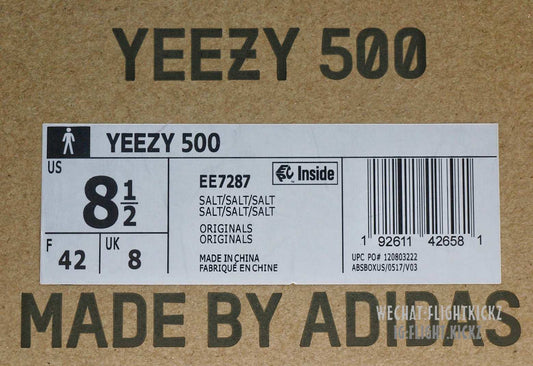 YEEZY 500
YEEZY 500
US
8 1/2
F
42
UK
8
EE7287
Inside
SALT/SALT/SALT
SALT/SALT/SALT
ORIGINALS
ORIGINALS
MADE IN CHINA
FABRIQUÉ EN CHINE
1 92611 42658 1
UPC PO# 120803222
ABSBOXUS/0517/V03
MADE BY ADIDAS
WECHAT:FLIGHTKICKZ
IG:FLIGHT.KICKZ